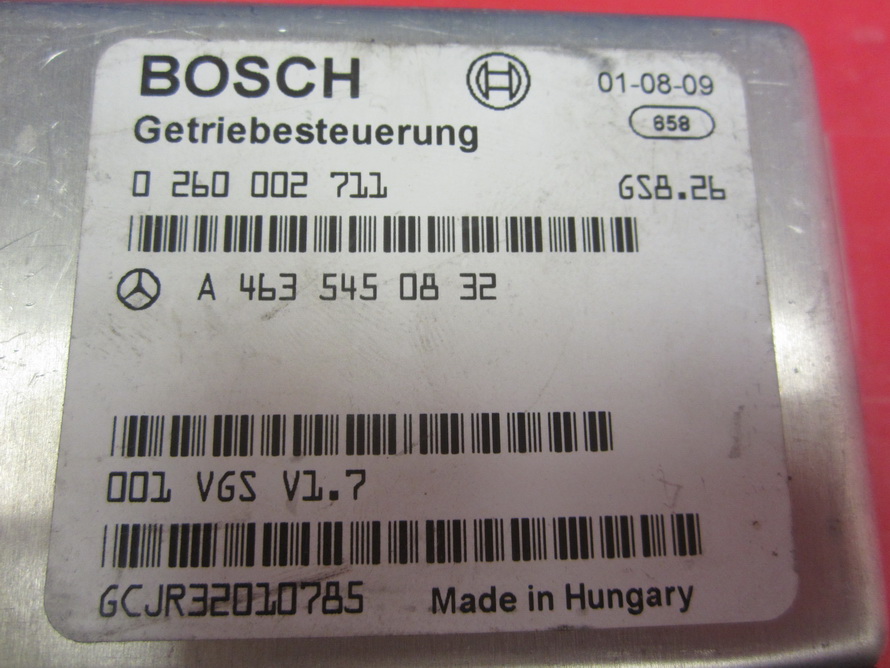 BOSCH
01-08-09
Getriebesteuerung
658
0 260 002 711
GS8.26
A 463 545 08 32
001 VGS V1.7
GCJR32010785
Made in Hungary